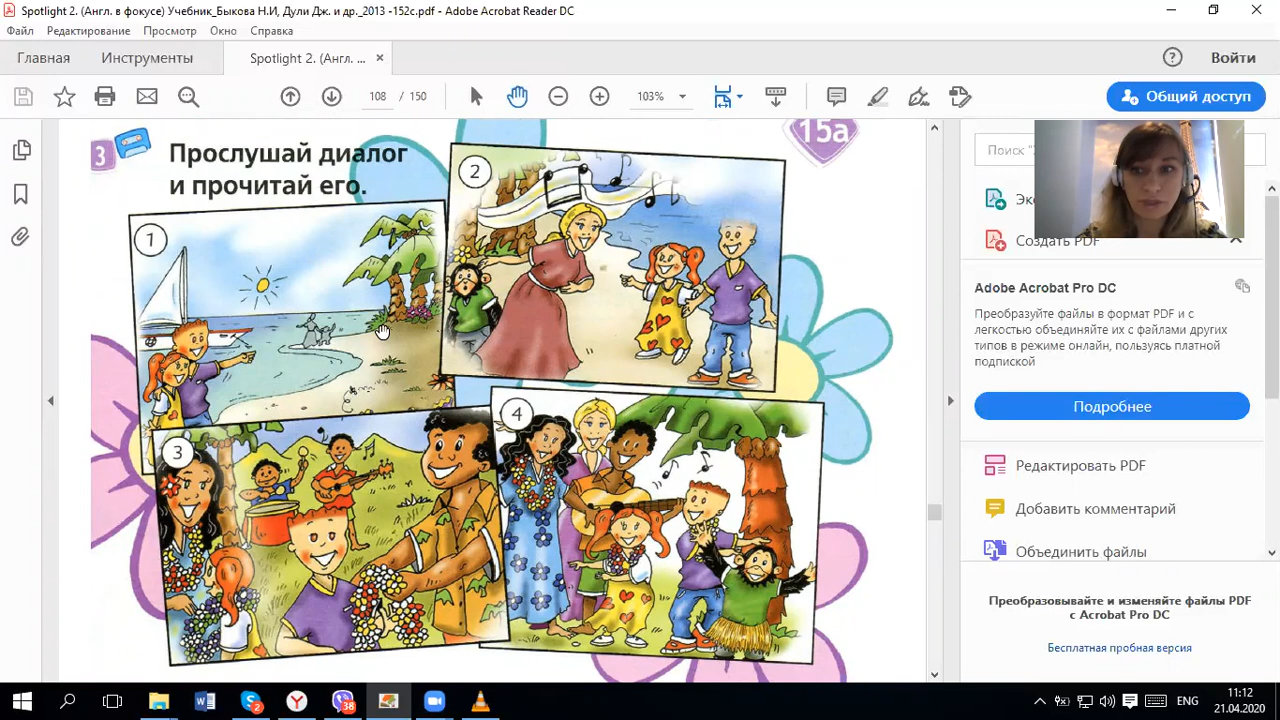 Spotlight 2. (Англ. в фокусе) Учебник_Быкова Н.И, Дули Дж. и др._2013 -152с.pdf - Adobe Acrobat Reader DC
Файл Редактирование Просмотр Окно Справка
Главная Инструменты Spotlight 2. (Англ. ... Войти
108 / 150 103% Общий доступ
3 Прослушай диалог
и прочитай его.
15a
1
2
3
4
Поиск
Создать PDF
Adobe Acrobat Pro DC
Преобразуйте файлы в формат PDF и с
легкостью объединяйте их с файлами других
типов в режиме онлайн, пользуясь платной
подпиской
Подробнее
Редактировать PDF
Добавить комментарий
Объединить файлы
Преобразовывайте и изменяйте файлы PDF
с Acrobat Pro DC
Бесплатная пробная версия
2 38 ENG 11:12
21.04.2020